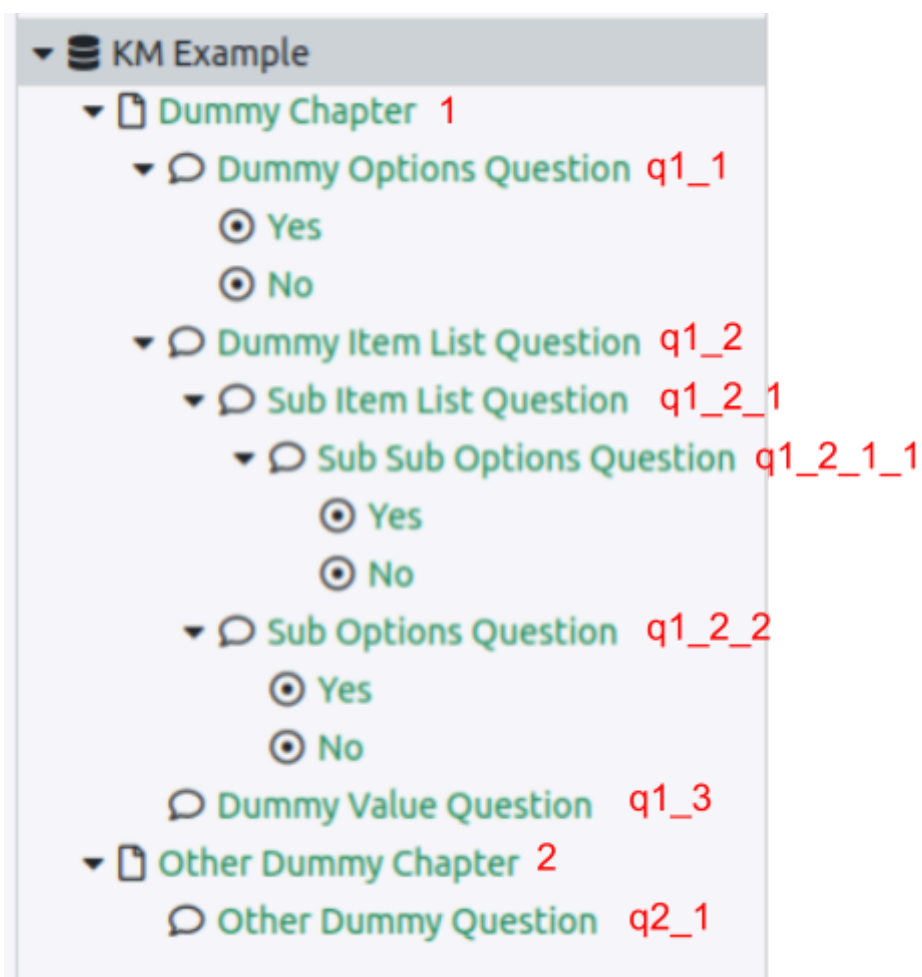 KM Example
Dummy Chapter 1
Dummy Options Question q1_1
Yes
No
Dummy Item List Question q1_2
Sub Item List Question q1_2_1
Sub Sub Options Question q1_2_1_1
Yes
No
Sub Options Question q1_2_2
Yes
No
Dummy Value Question q1_3
Other Dummy Chapter 2
Other Dummy Question q2_1